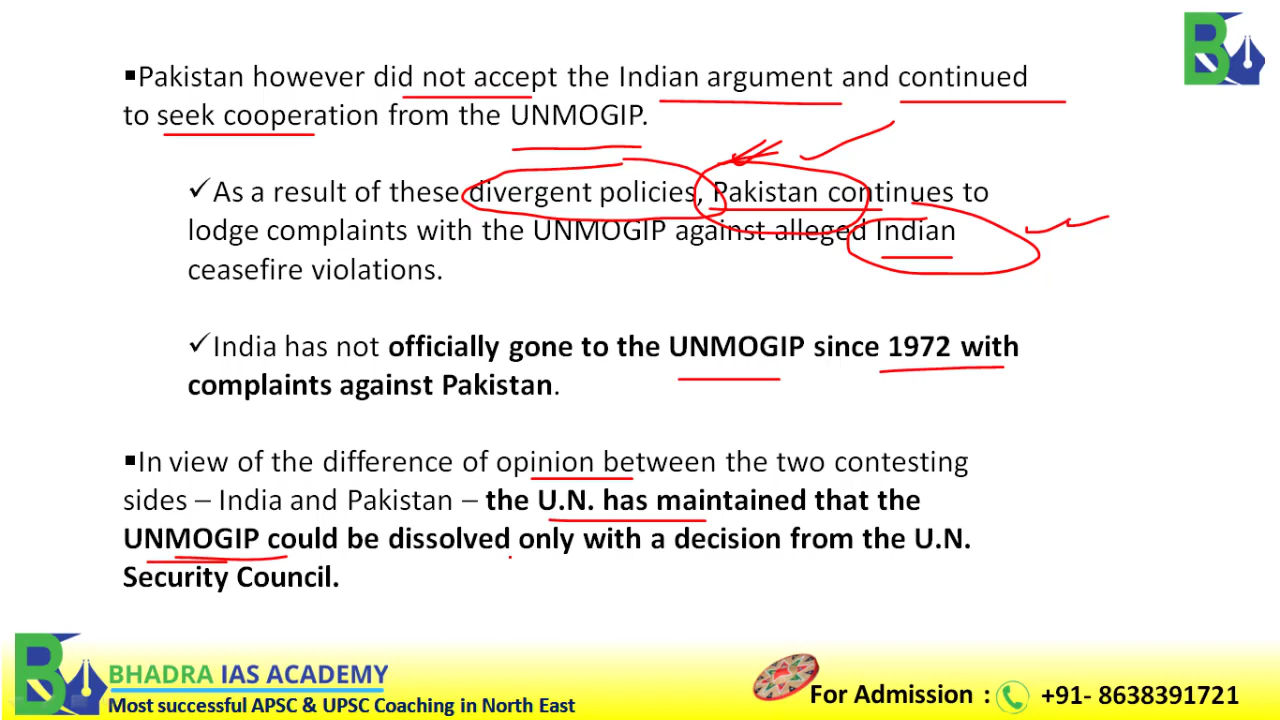 ▪Pakistan however did not accept the Indian argument and continued
to seek cooperation from the UNMOGIP.
✓As a result of these divergent policies, Pakistan continues to
lodge complaints with the UNMOGIP against alleged Indian
ceasefire violations.
✓India has not officially gone to the UNMOGIP since 1972 with
complaints against Pakistan.
▪In view of the difference of opinion between the two contesting
sides – India and Pakistan – the U.N. has maintained that the
UNMOGIP could be dissolved only with a decision from the U.N.
Security Council.
BHADRA IAS ACADEMY
Most successful APSC & UPSC Coaching in North East
For Admission : +91- 8638391721